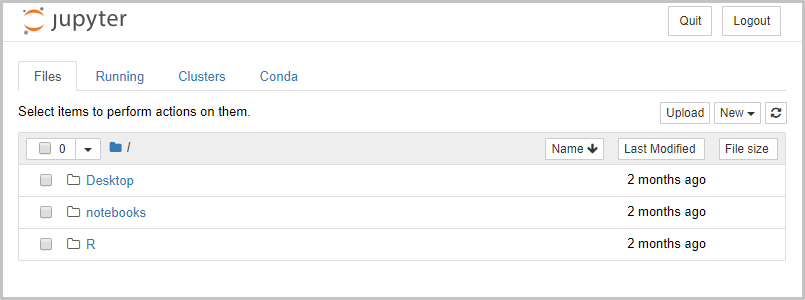 jupyter Quit Logout
Files Running Clusters Conda
Select items to perform actions on them. Upload New
0 / Name Last Modified File size
Desktop 2 months ago
notebooks 2 months ago
R 2 months ago